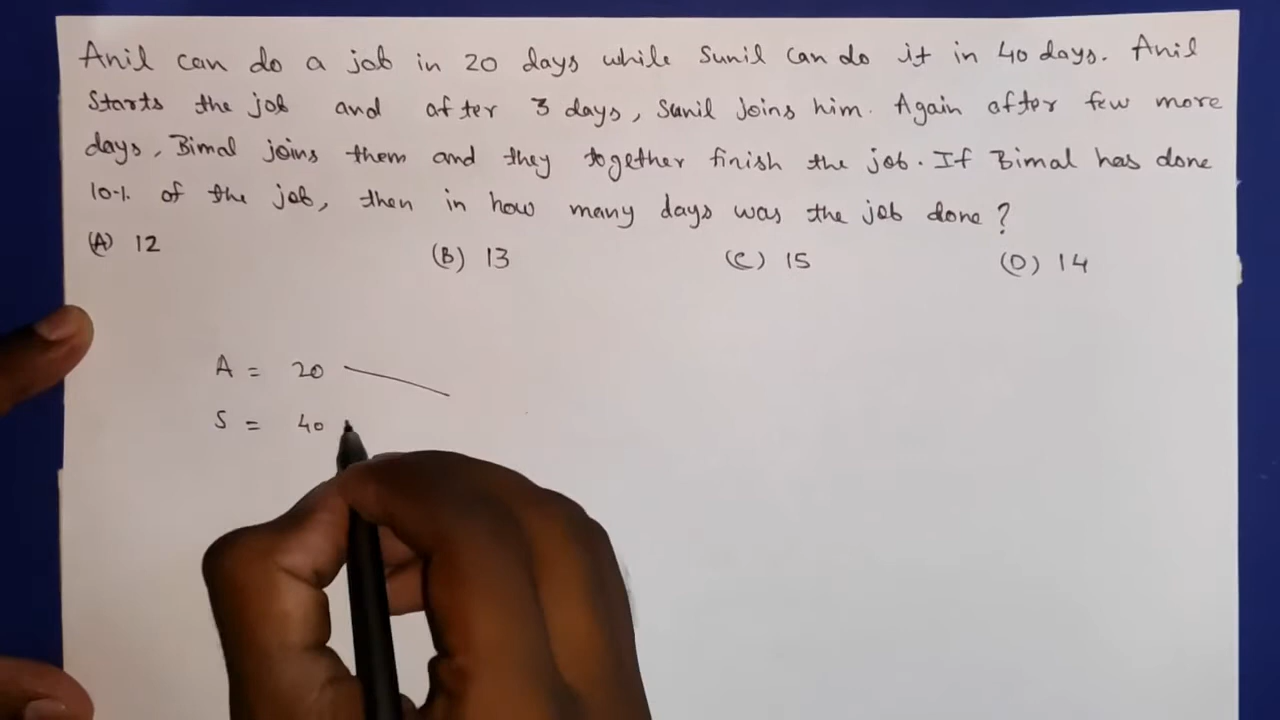 Anil can do a job in 20 days while Sunil can do it in 40 days. Anil
Starts the job and after 3 days, Sunil Joins him. Again after few more
days, Bimal joins them and they together finish the job. If Bimal has done
10% of the job, then in how many days was the job done?
(A) 12 (B) 13 (C) 15 (D) 14
A = 20
S = 40